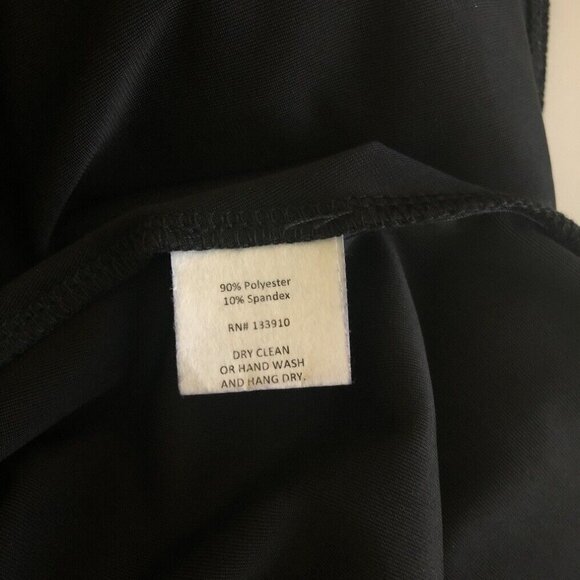 90% Polyester
10% Spandex
RN# 133910
DRY CLEAN
OR HAND WASH
AND HANG DRY.